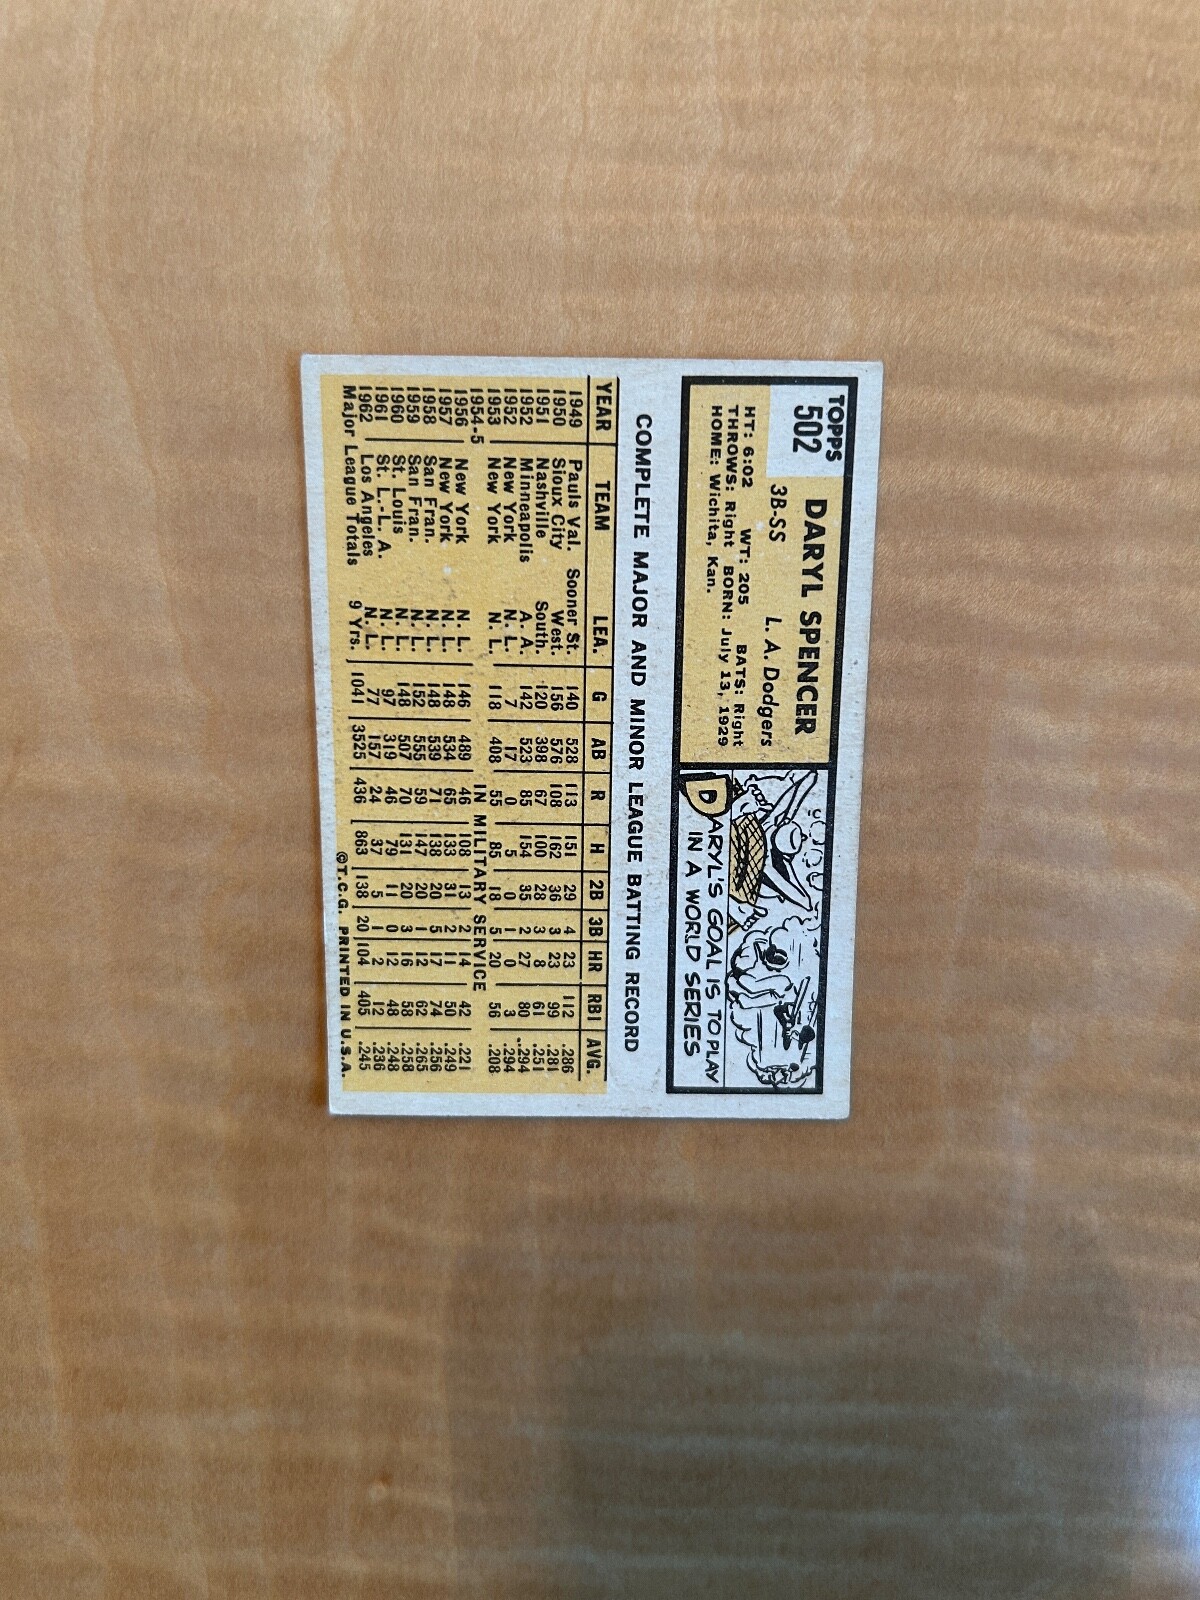 TOPPS
502
DARYL SPENCER
3B-SS L. A. Dodgers
HT: 6:02 WT: 205 BATS: Right
THROWS: Right BORN: July 13, 1929
HOME: Wichita, Kan.
DARYL'S GOAL IS TO PLAY
IN A WORLD SERIES
COMPLETE MAJOR AND MINOR LEAGUE BATTING RECORD
YEAR TEAM LEA. G AB R H 2B 3B HR RBI AVG.
1949 Pauls Val. Sooner St. 140 528 113 151 29 4 23 112 .286
1950 Sioux City West. 156 576 108 162 36 3 23 99 .281
1951 Nashville South. 120 398 67 100 28 3 8 61 .251
1952 Minneapolis A. A. 142 523 85 154 35 2 27 80 .294
1952 New York N. L. 7 17 0 5 0 1 0 3 .294
1953 New York N. L. 118 408 55 85 18 5 20 56 .208
1954-5 IN MILITARY SERVICE
1956 New York N. L. 146 489 46 108 13 2 14 42 .221
1957 New York N. L. 148 534 65 133 31 2 11 50 .249
1958 San Fran. N. L. 148 539 71 138 20 5 17 74 .256
1959 San Fran. N. L. 152 555 59 147 20 1 12 62 .265
1960 St. Louis N. L. 148 507 70 131 20 3 16 58 .258
1961 St. L.-L. A. N. L. 97 319 46 79 11 0 12 48 .248
1962 Los Angeles N. L. 77 157 24 37 5 1 2 12 .236
Major League Totals 9 Yrs. 1041 3525 436 863 138 20 104 405 .245
©T.C.G. PRINTED IN U.S.A.